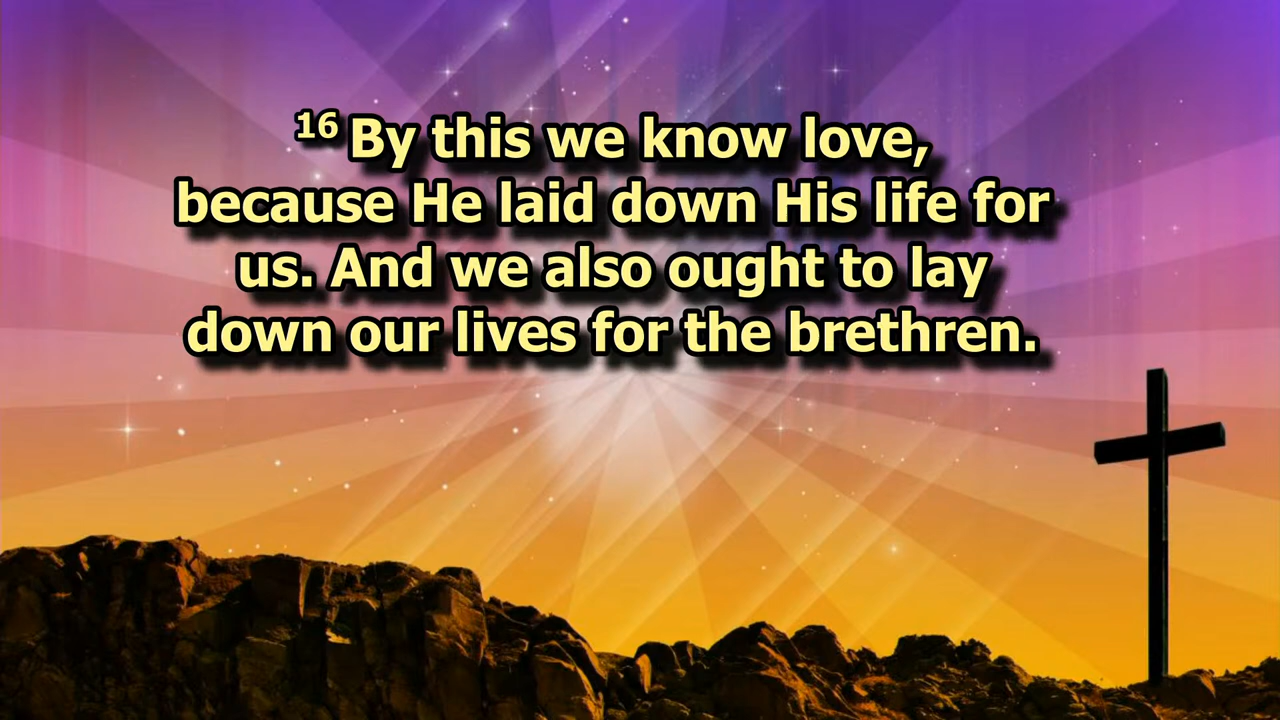 16 By this we know love,
because He laid down His life for
us. And we also ought to lay
down our lives for the brethren.